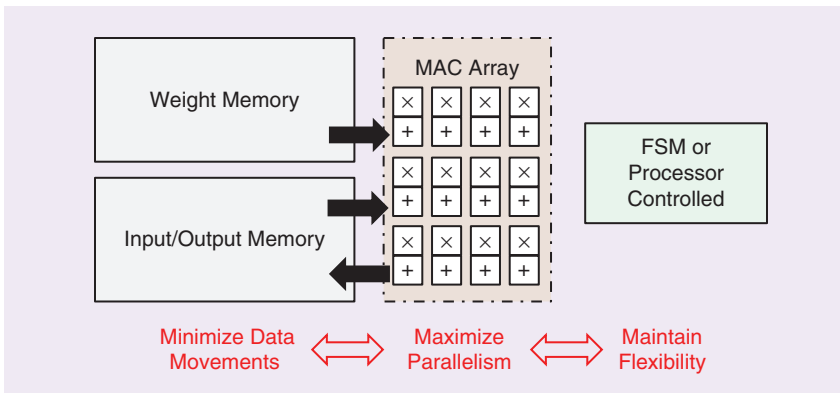 Weight Memory
Input/Output Memory
MAC Array
× × × ×
+ + + +
× × × ×
+ + + +
× × × ×
+ + + +
FSM or
Processor
Controlled
Minimize Data
Movements
Maximize
Parallelism
Maintain
Flexibility